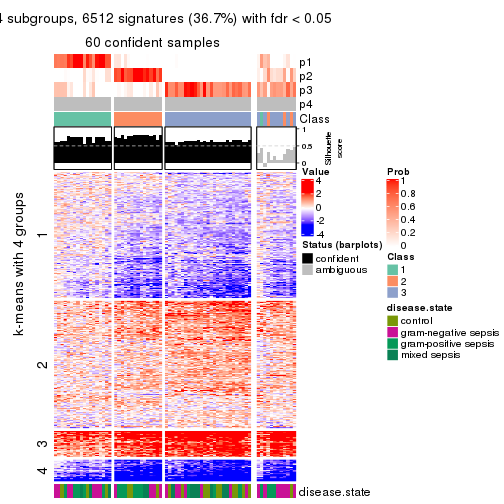 4 subgroups, 6512 signatures (36.7%) with fdr < 0.05
60 confident samples
p1
p2
p3
p4
Class
1
0.5
0
Silhouette
score
k-means with 4 groups
1
2
3
4
disease.state
Value
4
2
0
-2
-4
Status (barplots)
confident
ambiguous
Prob
1
0.8
0.6
0.4
0.2
0
Class
1
2
3
disease.state
control
gram-negative sepsis
gram-positive sepsis
mixed sepsis